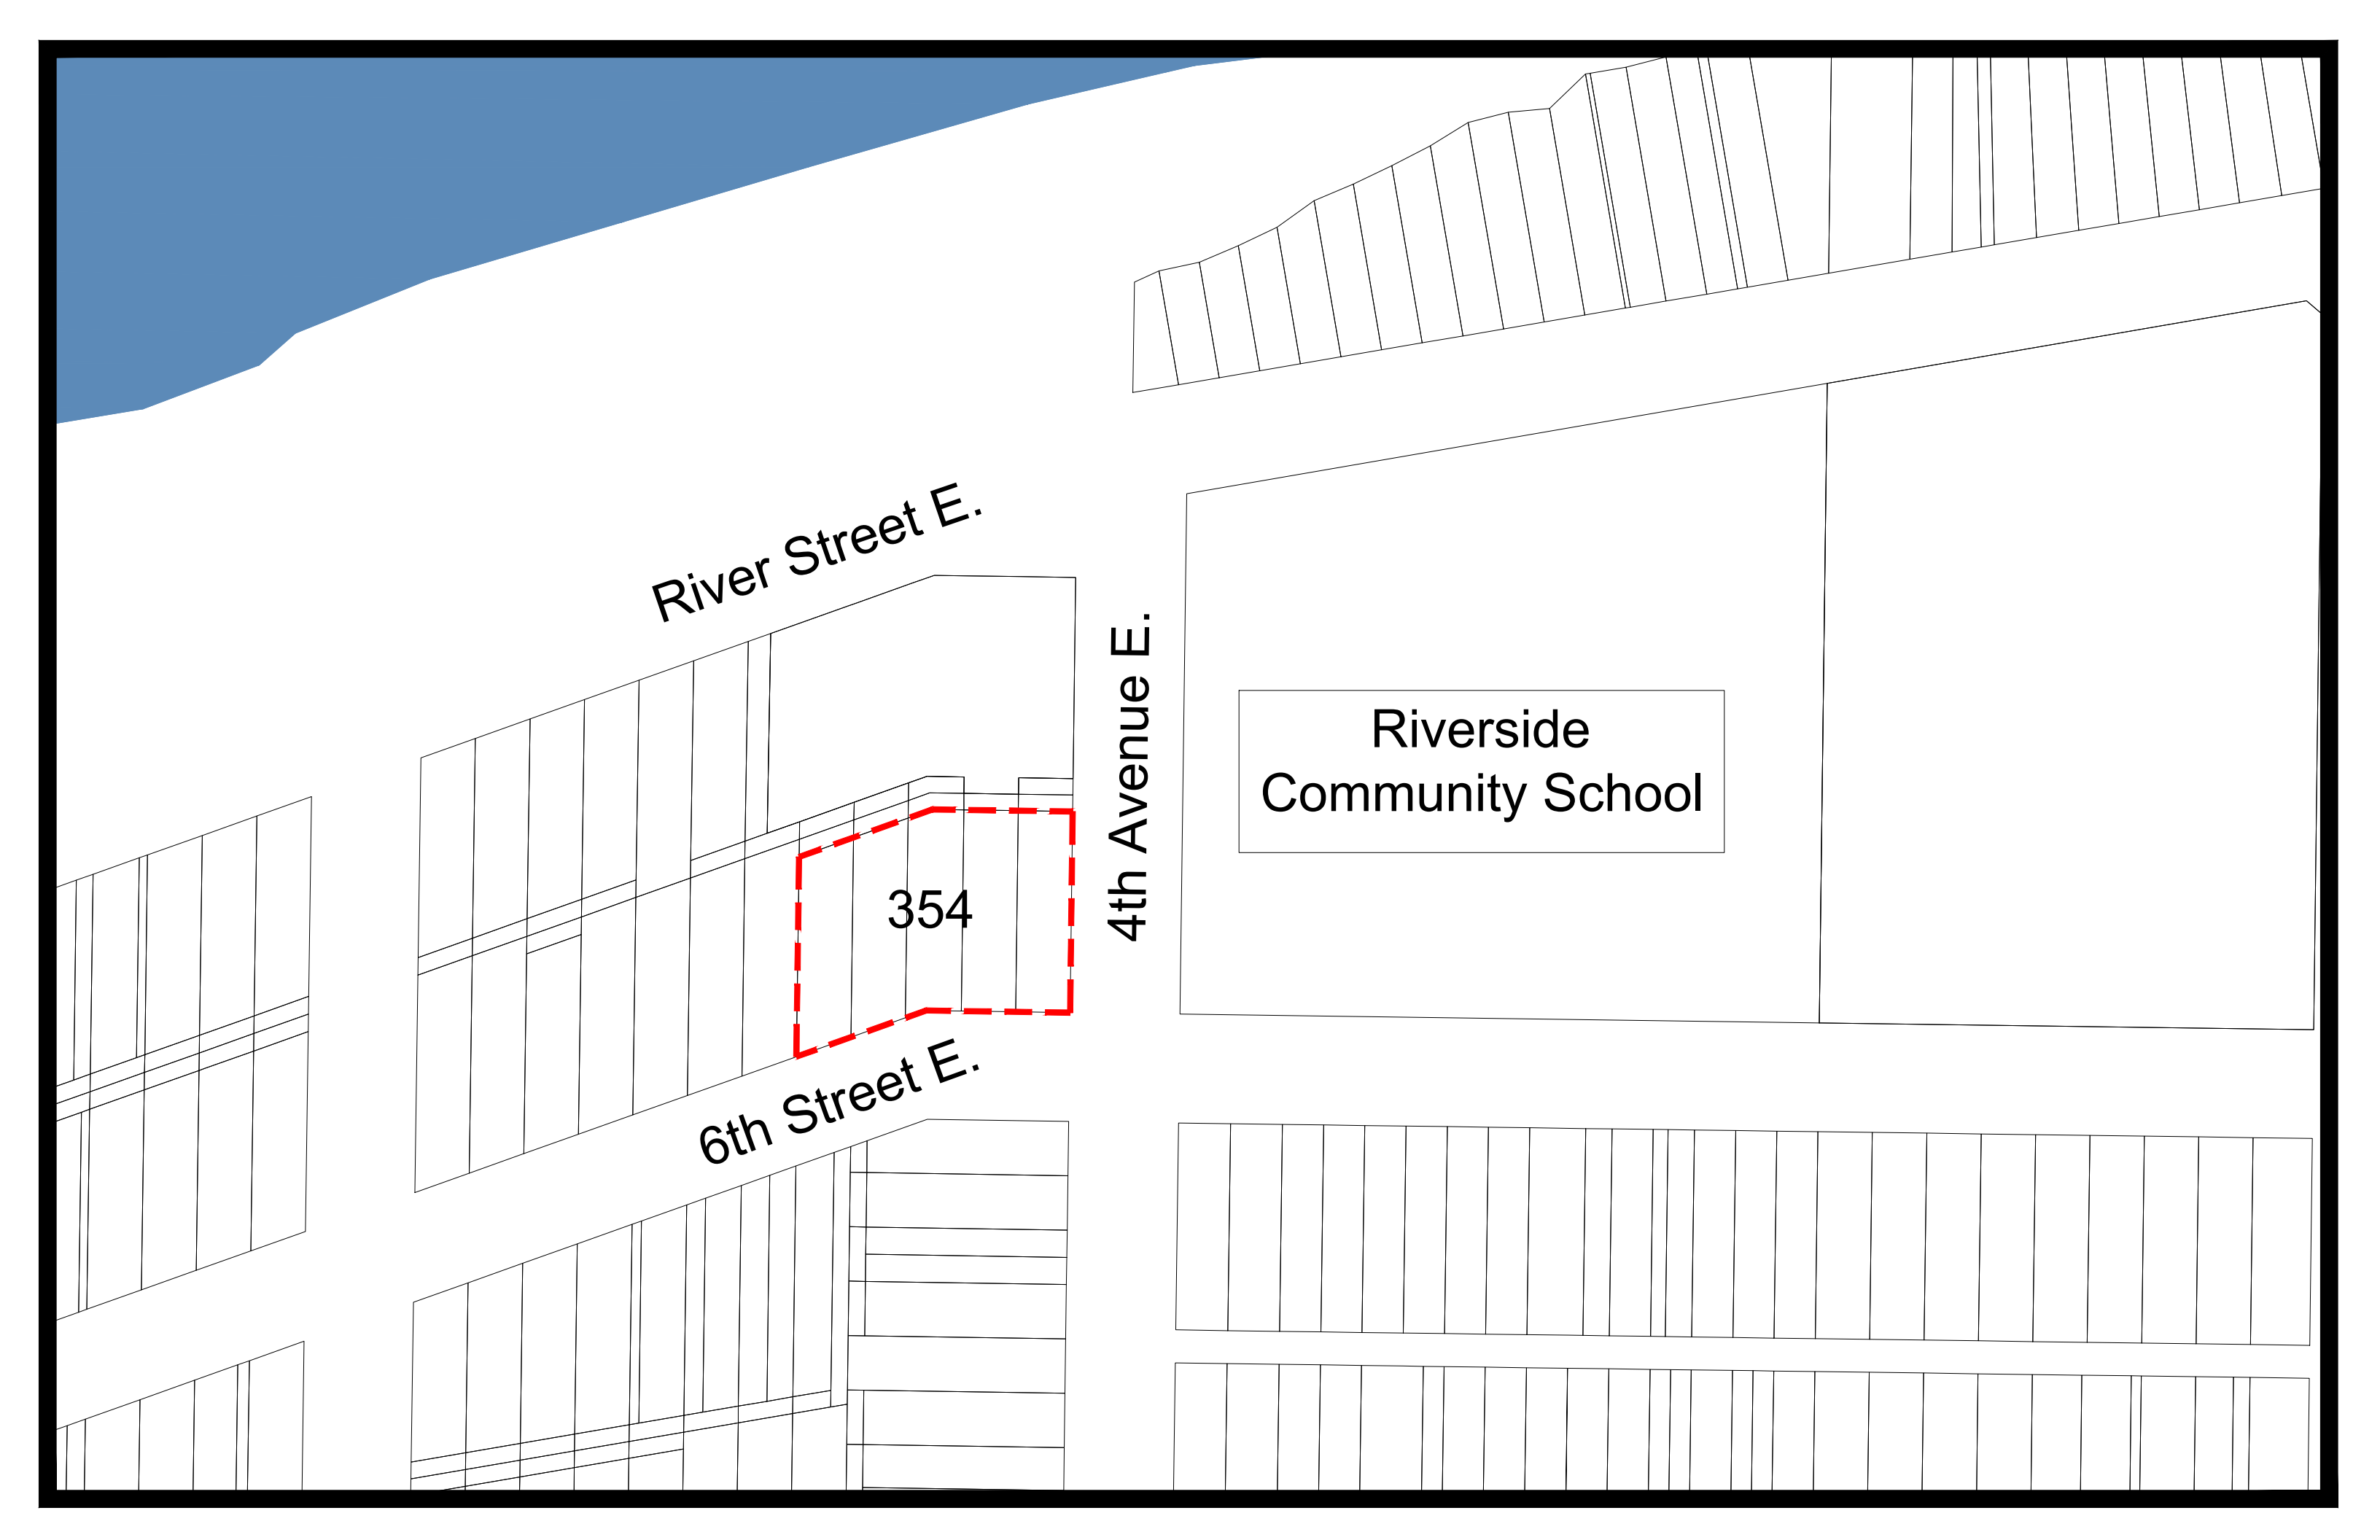 River Street E.
4th Avenue E.
Riverside
Community School
354
6th Street E.